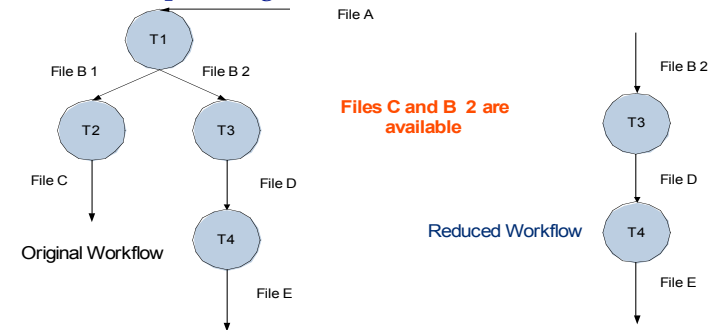 File A
T1
File B 1
File B 2
T2
T3
File C
File D
T4
Original Workflow
File E
Files C and B 2 are
available
Reduced Workflow
File B 2
T3
File D
T4
File E